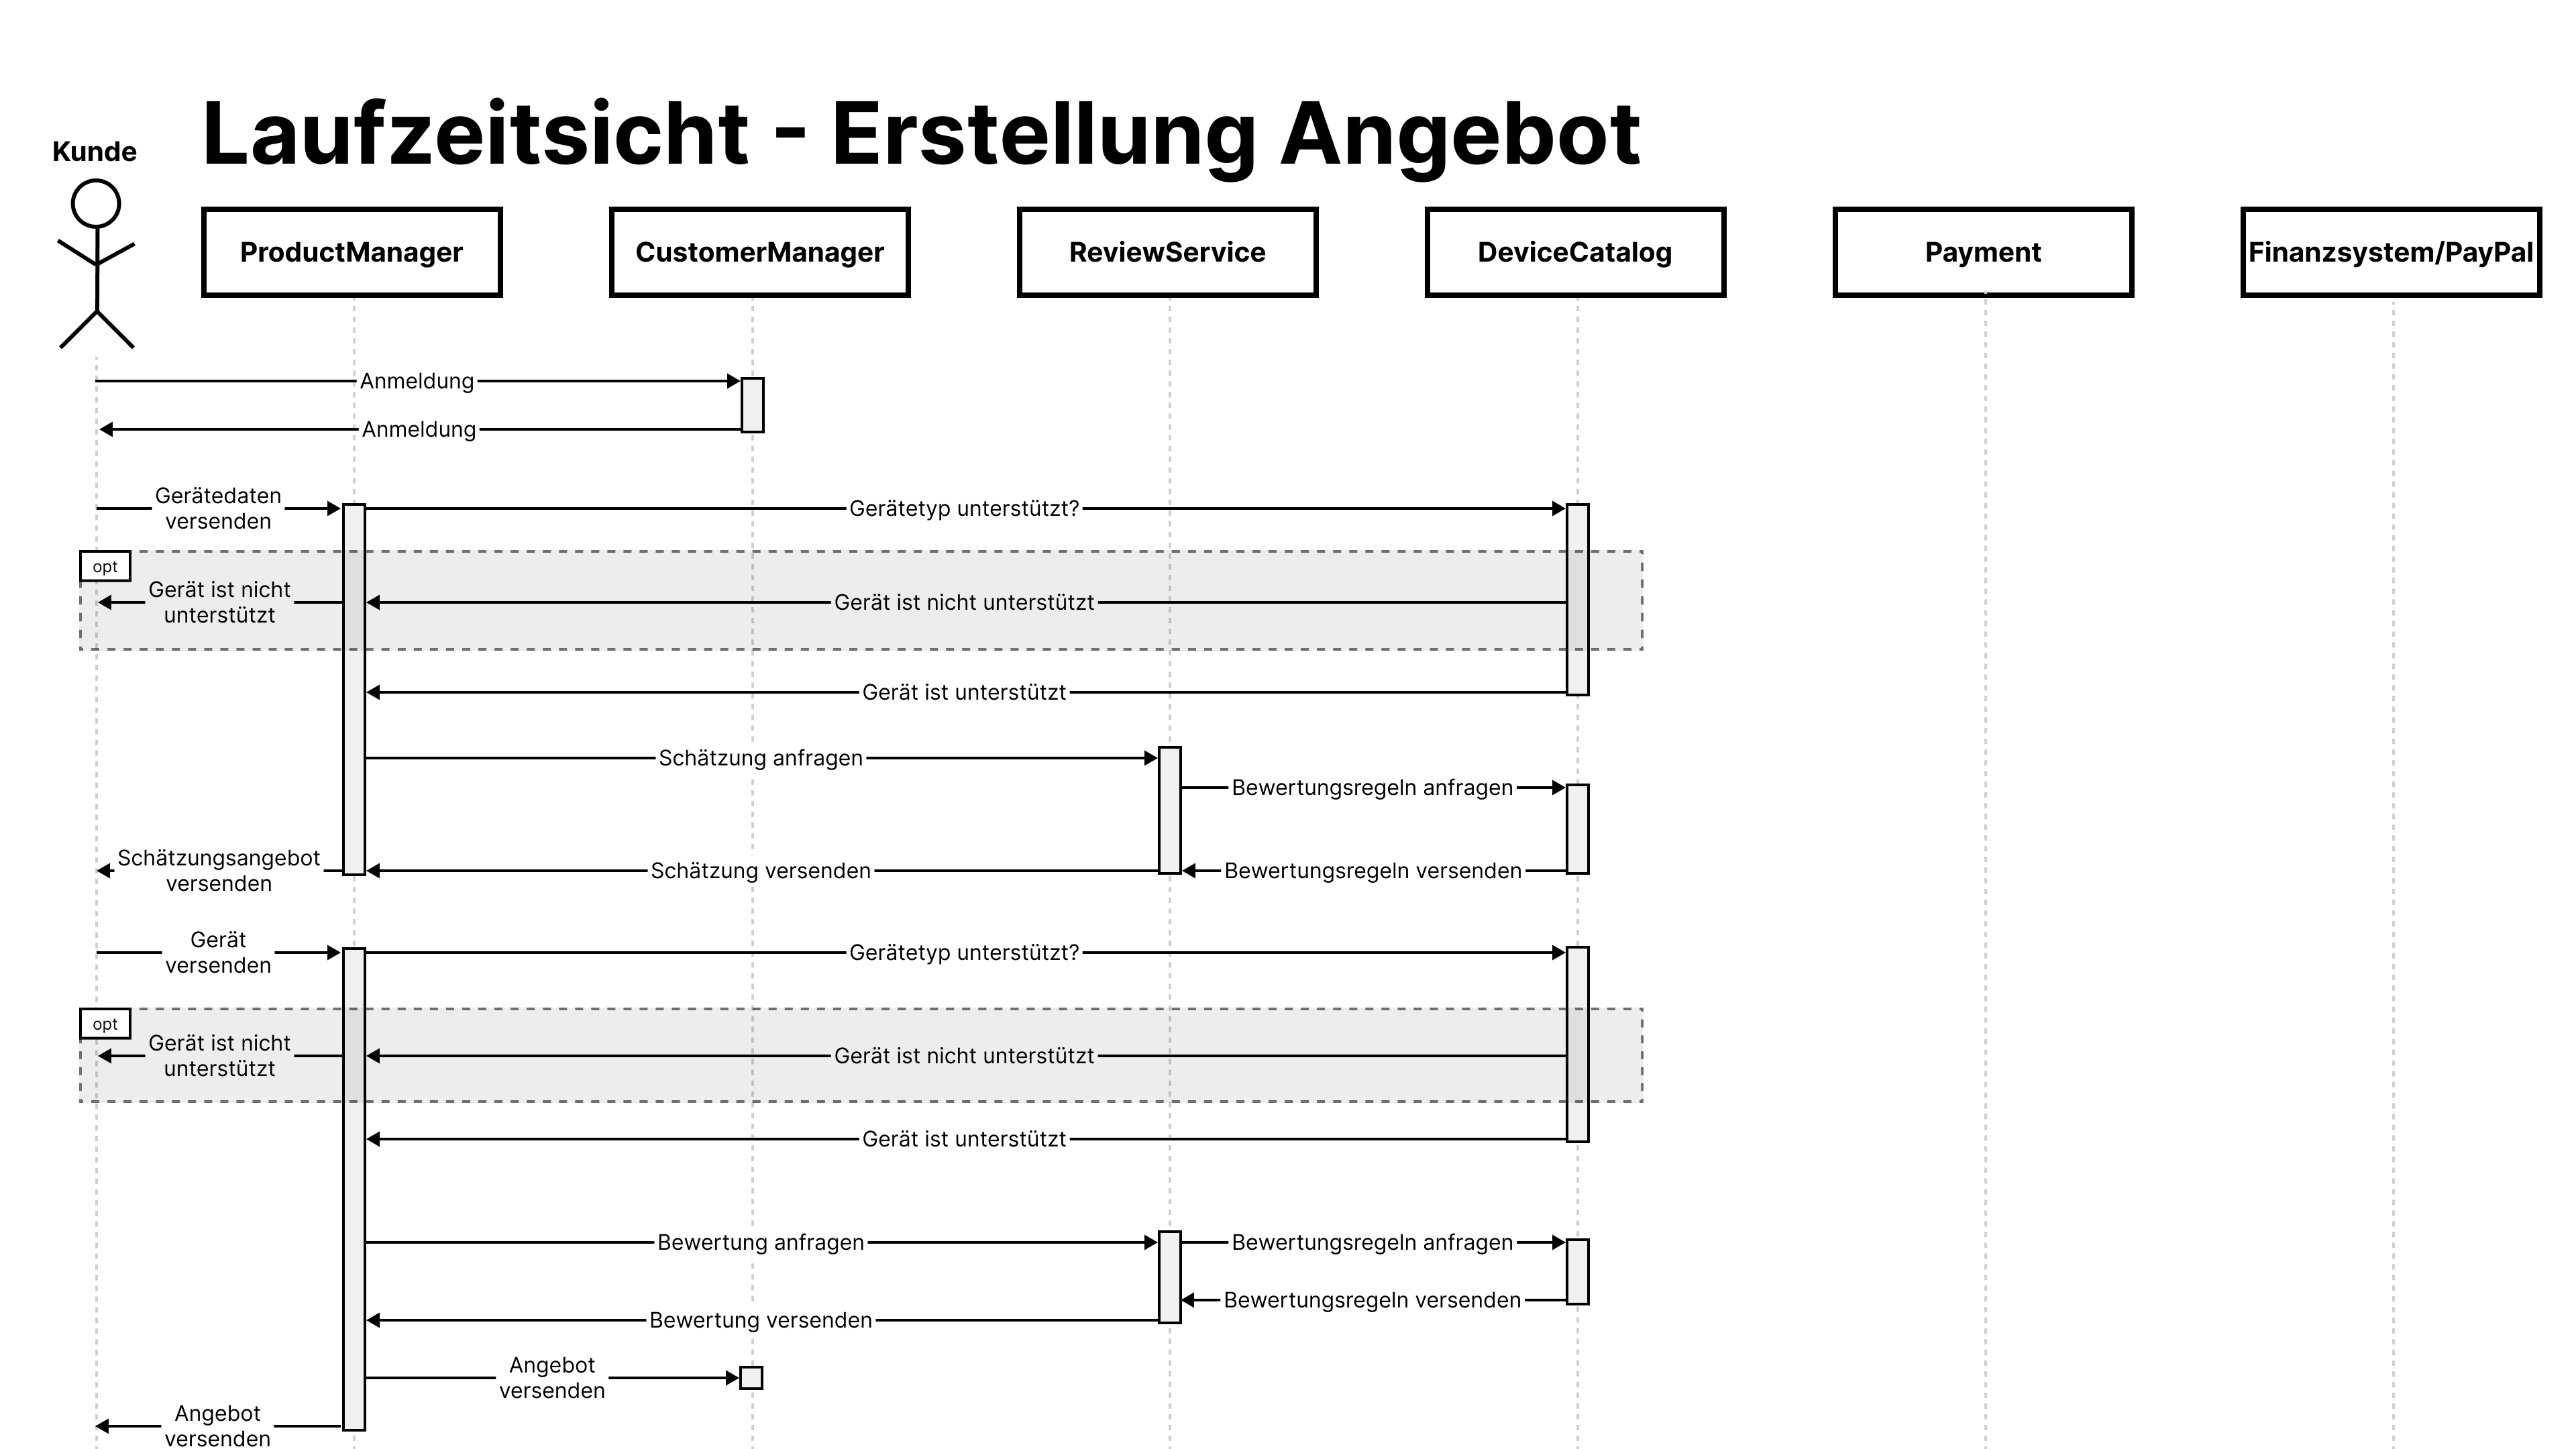 Laufzeitsicht - Erstellung Angebot
Kunde
ProductManager
CustomerManager
ReviewService
DeviceCatalog
Payment
Finanzsystem/PayPal
Anmeldung
Anmeldung
Gerätedaten
versenden
Gerätetyp unterstützt?
opt
Gerät ist nicht
unterstützt
Gerät ist nicht unterstützt
Gerät ist unterstützt
Schätzung anfragen
Bewertungsregeln anfragen
Schätzungsangebot
versenden
Schätzung versenden
Bewertungsregeln versenden
Gerät
versenden
Gerätetyp unterstützt?
opt
Gerät ist nicht
unterstützt
Gerät ist nicht unterstützt
Gerät ist unterstützt
Bewertung anfragen
Bewertungsregeln anfragen
Bewertungsregeln versenden
Bewertung versenden
Angebot
versenden
Angebot
versenden